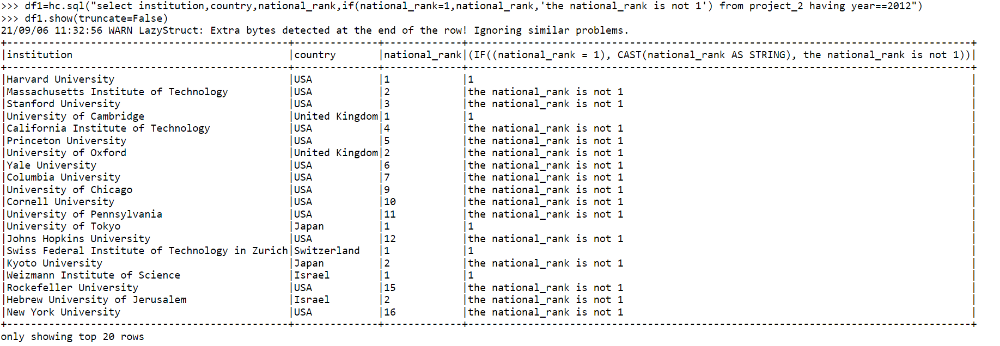 >>> df1=hc.sql("select institution,country,national_rank,if(national_rank=1,national_rank,'the national_rank is not 1') from project_2 having year==2012")
>>> df1.show(truncate=False)
21/09/06 11:32:56 WARN LazyStruct: Extra bytes detected at the end of the row! Ignoring similar problems.
+-----------------------------------------------+--------------+-------------+------------------------------------------------------------------------------------+
|institution                                    |country       |national_rank|(IF((national_rank = 1), CAST(national_rank AS STRING), the national_rank is not 1))|
+-----------------------------------------------+--------------+-------------+------------------------------------------------------------------------------------+
|Harvard University                             |USA           |1            |1                                                                                   |
|Massachusetts Institute of Technology          |USA           |2            |the national_rank is not 1                                                          |
|Stanford University                            |USA           |3            |the national_rank is not 1                                                          |
|University of Cambridge                        |United Kingdom|1            |1                                                                                   |
|California Institute of Technology             |USA           |4            |the national_rank is not 1                                                          |
|Princeton University                           |USA           |5            |the national_rank is not 1                                                          |
|University of Oxford                           |United Kingdom|2            |the national_rank is not 1                                                          |
|Yale University                                |USA           |6            |the national_rank is not 1                                                          |
|Columbia University                            |USA           |7            |the national_rank is not 1                                                          |
|University of Chicago                          |USA           |9            |the national_rank is not 1                                                          |
|Cornell University                             |USA           |10           |the national_rank is not 1                                                          |
|University of Pennsylvania                     |USA           |11           |the national_rank is not 1                                                          |
|University of Tokyo                            |Japan         |1            |1                                                                                   |
|Johns Hopkins University                       |USA           |12           |the national_rank is not 1                                                          |
|Swiss Federal Institute of Technology in Zurich|Switzerland   |1            |1                                                                                   |
|Kyoto University                               |Japan         |2            |the national_rank is not 1                                                          |
|Weizmann Institute of Science                  |Israel        |1            |1                                                                                   |
|Rockefeller University                         |USA           |15           |the national_rank is not 1                                                          |
|Hebrew University of Jerusalem                 |Israel        |2            |the national_rank is not 1                                                          |
|New York University                            |USA           |16           |the national_rank is not 1                                                          |
+-----------------------------------------------+--------------+-------------+------------------------------------------------------------------------------------+
only showing top 20 rows